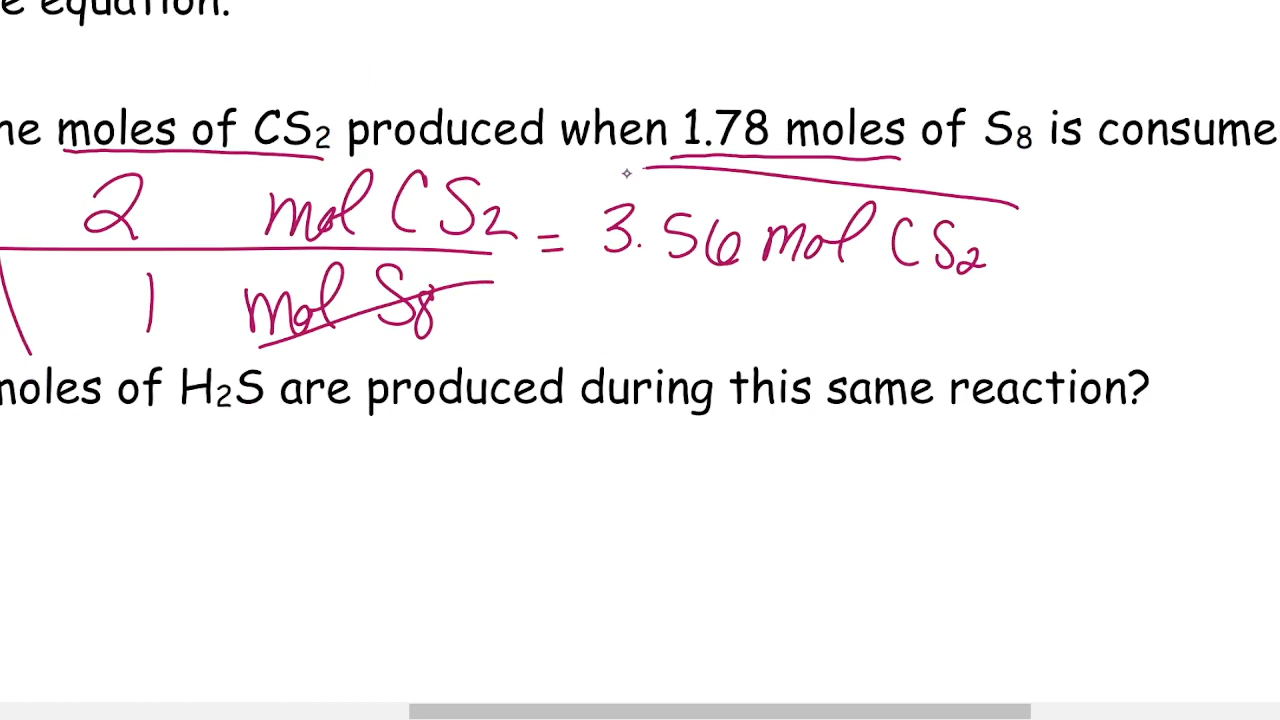 e equation.
he moles of CS₂ produced when 1.78 moles of S₈ is consume
2 mol CS₂ = 3.56 mol CS₂
1 mol S₈
moles of H₂S are produced during this same reaction?